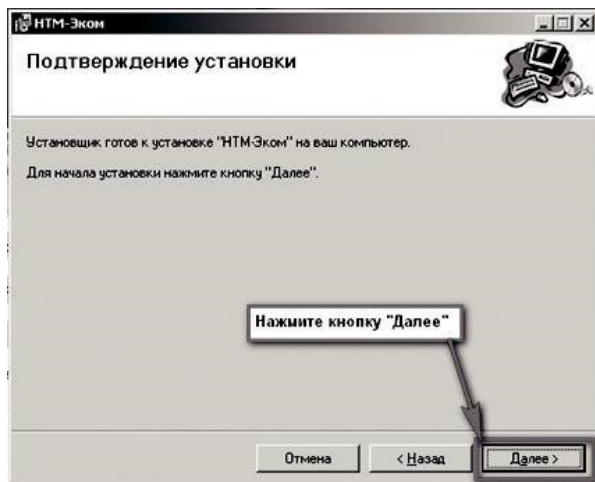 НТМ-Эком
Подтверждение установки
Установщик готов к установке "НТМ-Эком" на ваш компьютер.
Для начала установки нажмите кнопку "Далее".
Нажмите кнопку "Далее"
Отмена
< Назад
Далее >